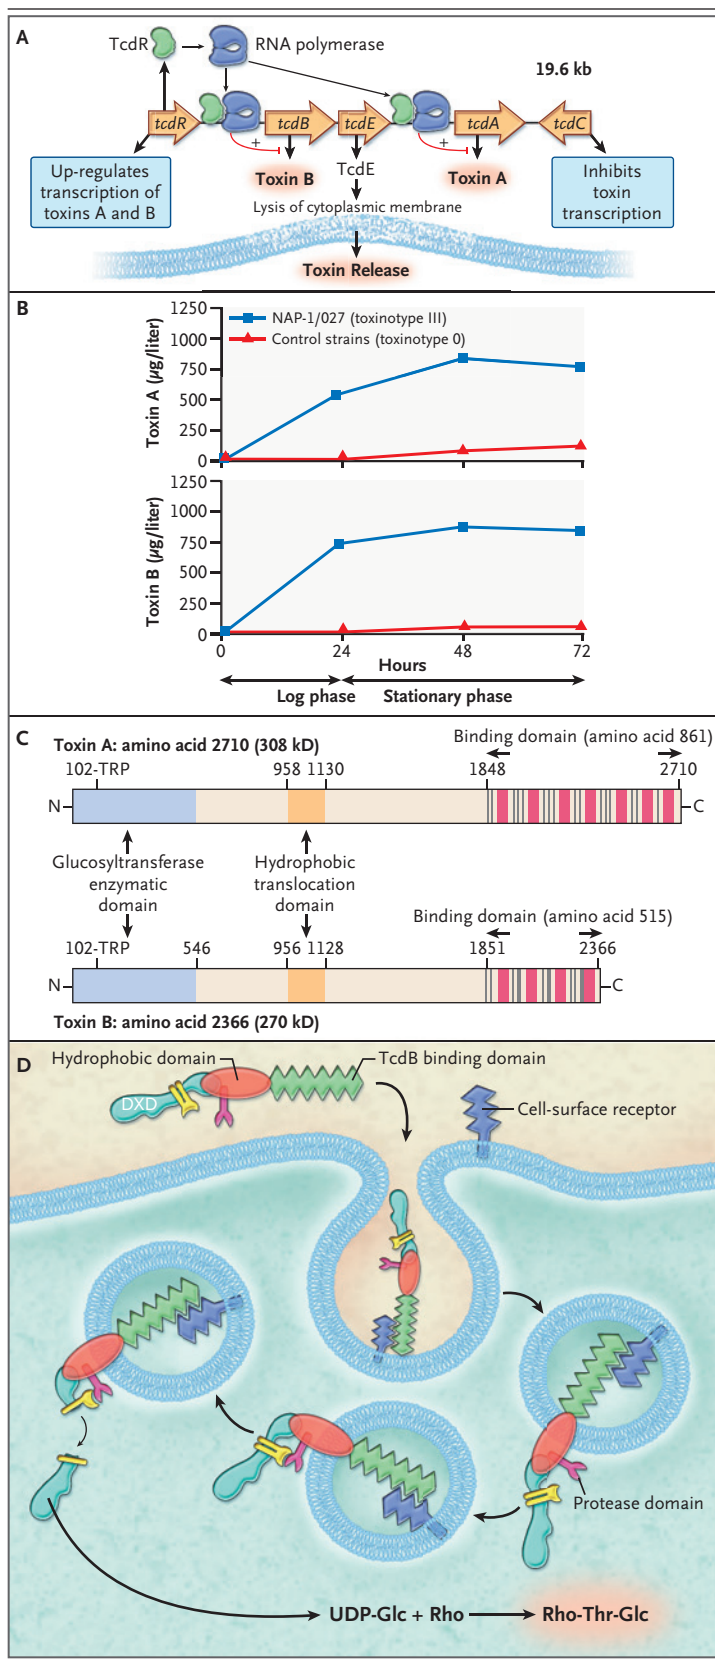 A
TcdR
RNA polymerase
19.6 kb
tcdR
tcdB
tcdE
tcdA
tcdC
+
+
Up-regulates
transcription of
toxins A and B
Toxin B
TcdE
Toxin A
Inhibits
toxin
transcription
Lysis of cytoplasmic membrane
Toxin Release
B
NAP-1/027 (toxinotype III)
Control strains (toxinotype 0)
Toxin A (µg/liter)
1250
1000
750
500
250
0
Toxin B (µg/liter)
1250
1000
750
500
250
0
0 24 48 72
Hours
Log phase Stationary phase
C
Toxin A: amino acid 2710 (308 kD)
Binding domain (amino acid 861)
102-TRP 958 1130 1848 2710
N C
Glucosyltransferase
enzymatic
domain
Hydrophobic
translocation
domain
Binding domain (amino acid 515)
102-TRP 546 956 1128 1851 2366
N C
Toxin B: amino acid 2366 (270 kD)
D
Hydrophobic domain
TcdB binding domain
DXD
Cell-surface receptor
Protease domain
UDP-Glc + Rho Rho-Thr-Glc